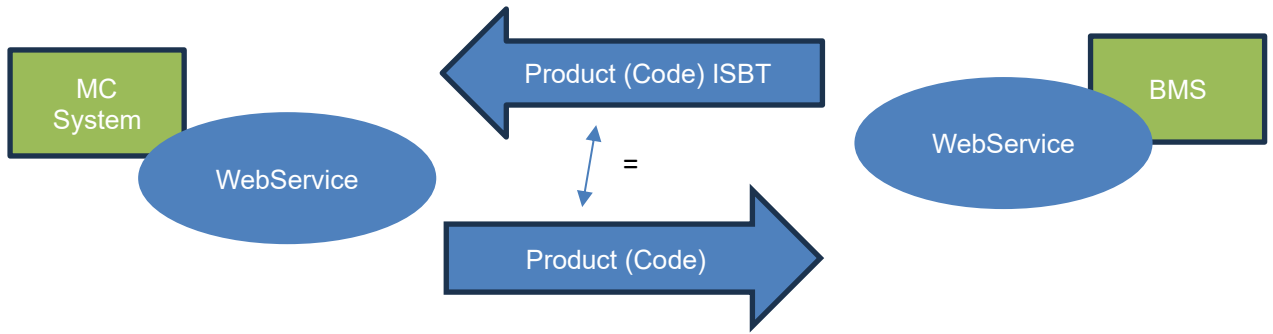 MC
System
WebService
Product (Code) ISBT
=
Product (Code)
WebService
BMS